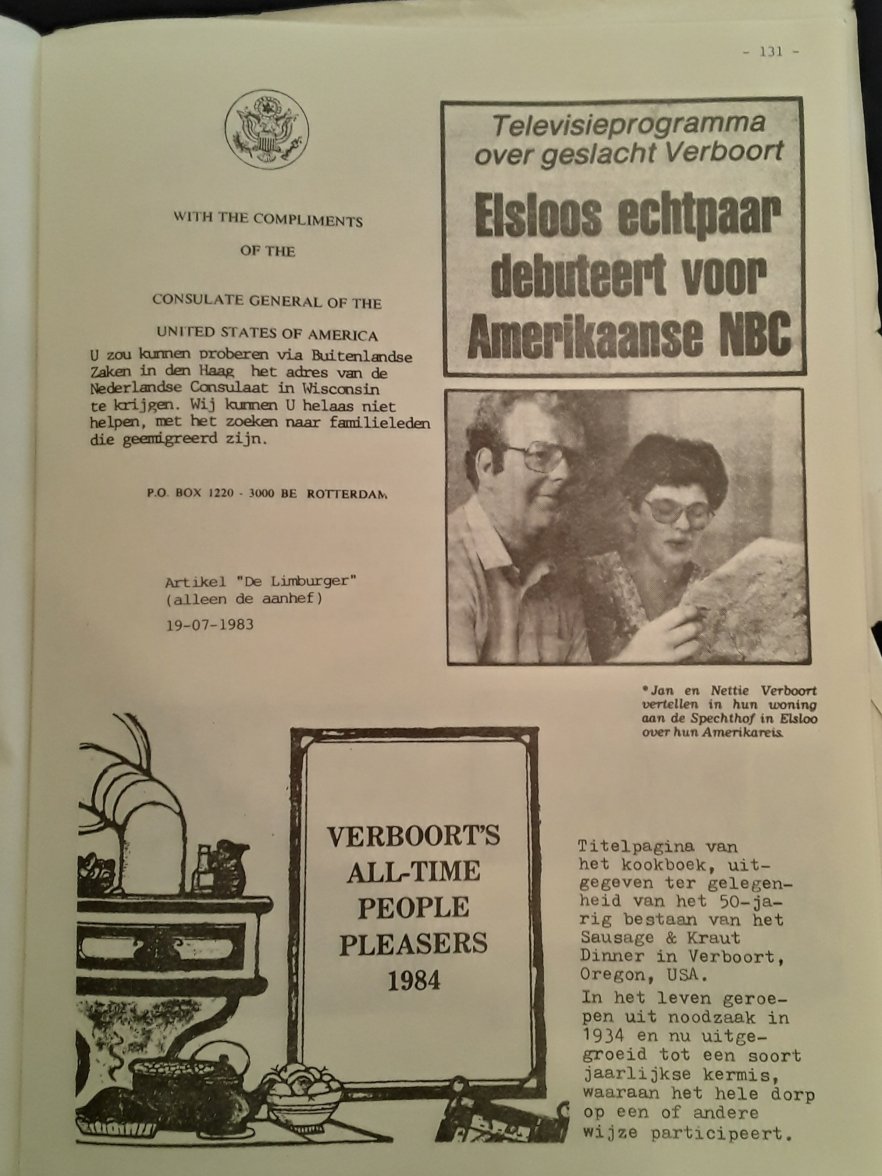 - 131 -
WITH THE COMPLIMENTS
OF THE
CONSULATE GENERAL OF THE
UNITED STATES OF AMERICA
U zou kunnen proberen via Buitenlandse
Zaken in den Haag het adres van de
Nederlandse Consulaat in Wisconsin
te krijgen. Wij kunnen U helaas niet
helpen, met het zoeken naar familieleden
die geemigreerd zijn.
P.O. BOX 1220 - 3000 BE ROTTERDAM
Artikel "De Limburger"
(alleen de aanhef)
19-07-1983
Televisieprogramma
over geslacht Verboort
Elsloos echtpaar
debuteert voor
Amerikaanse NBC
*Jan en Nettie Verboort
vertellen in hun woning
aan de Spechthof in Elsloo
over hun Amerikareis.
VERBOORT'S
ALL-TIME
PEOPLE
PLEASERS
1984
Titelpagina van
het kookboek, uit-
gegeven ter gelegen-
heid van het 50-ja-
rig bestaan van het
Sausage & Kraut
Dinner in Verboort,
Oregon, USA.
In het leven geroe-
pen uit noodzaak in
1934 en nu uitge-
groeid tot een soort
jaarlijkse kermis,
waaraan het hele dorp
op een of andere
wijze participeert.